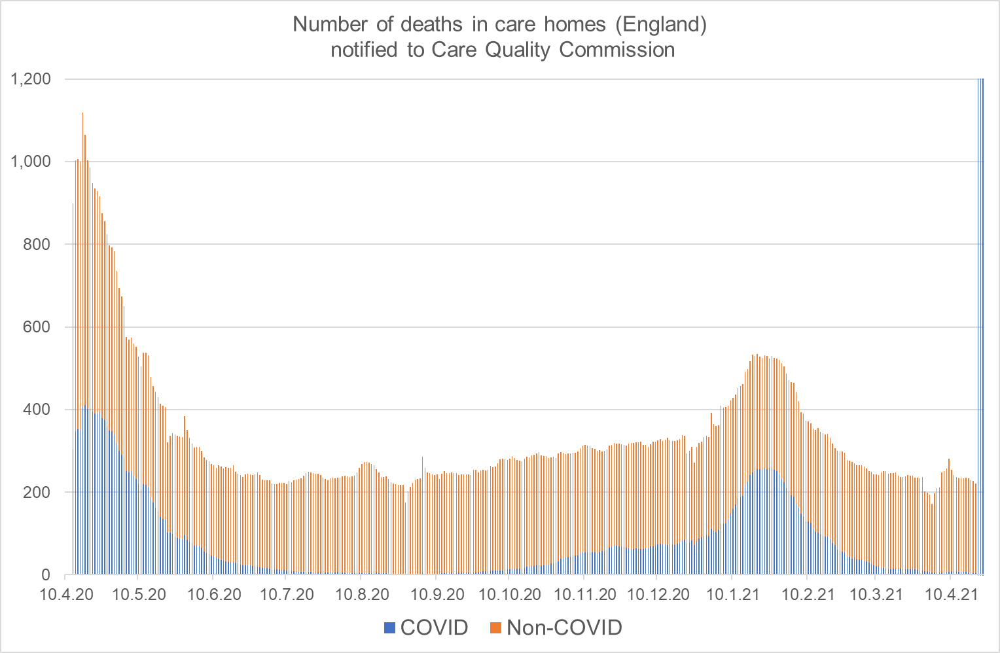 Number of deaths in care homes (England)
notified to Care Quality Commission
1,200
1,000
800
600
400
200
0
10.4.20 10.5.20 10.6.20 10.7.20 10.8.20 10.9.20 10.10.20 10.11.20 10.12.20 10.1.21 10.2.21 10.3.21 10.4.21
COVID Non-COVID